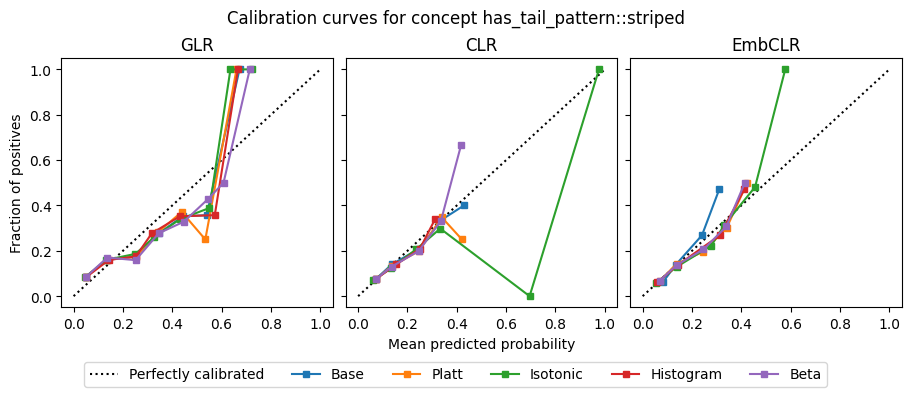 Calibration curves for concept has_tail_pattern::striped
GLR
CLR
EmbCLR
Fraction of positives
1.0
0.8
0.6
0.4
0.2
0.0
0.0 0.2 0.4 0.6 0.8 1.0
0.0 0.2 0.4 0.6 0.8 1.0
0.0 0.2 0.4 0.6 0.8 1.0
Mean predicted probability
Perfectly calibrated Base Platt Isotonic Histogram Beta